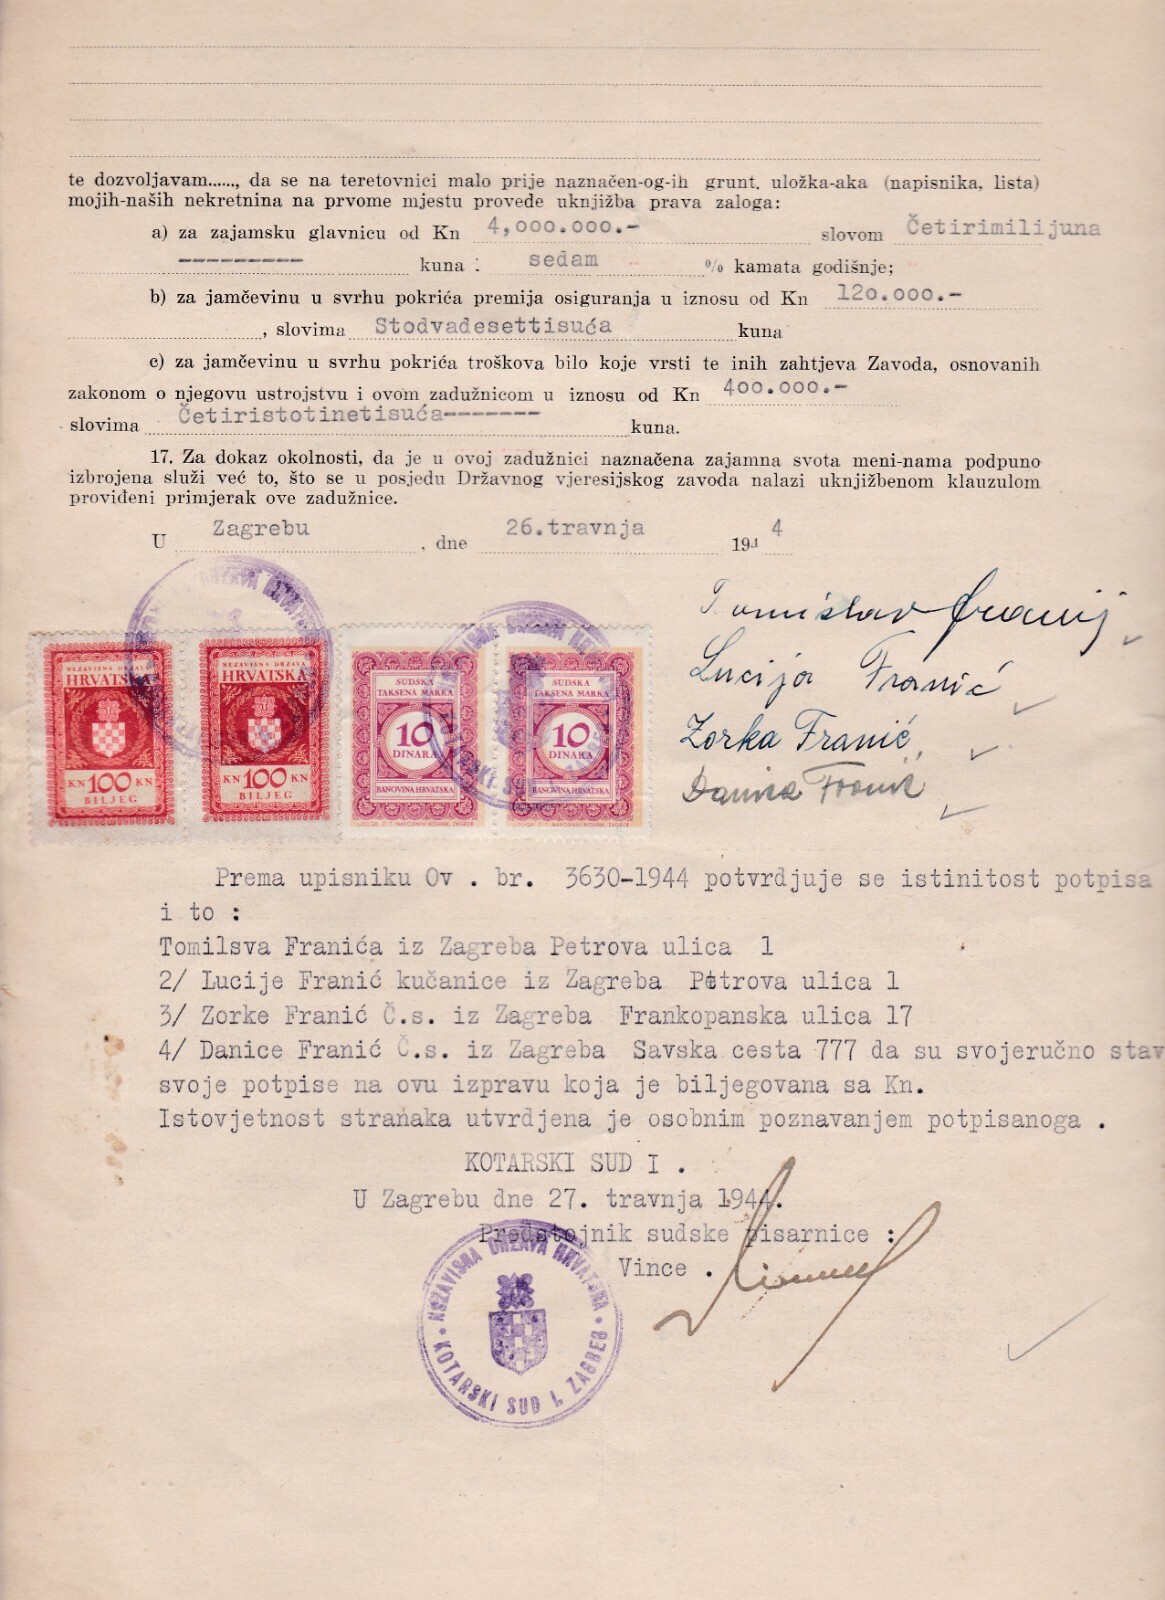 te dozvoljavam......, da se na teretovnici malo prije naznačen-og-ih grunt. uložka-aka (napisnika, lista)
mojih-naših nekretnina na prvome mjestu provede uknjižba prava zaloga:
a) za zajamsku glavnicu od Kn 4,000.000.- slovom Četirimilijuna
--------- kuna : sedam % kamata godišnje;
b) za jamčevinu u svrhu pokrića premija osiguranja u iznosu od Kn 120.000.-
, slovima Stodvadesettisuća kuna
c) za jamčevinu u svrhu pokrića troškova bilo koje vrsti te inih zahtjeva Zavoda, osnovanih
zakonom o njegovu ustrojstvu i ovom zadužnicom u iznosu od Kn 400.000.-
slovima Četiristotinetisuća------- kuna.
17. Za dokaz okolnosti, da je u ovoj zadužnici naznačena zajamna svota meni-nama podpuno
izbrojena služi već to, što se u posjedu Državnog vjeresijskog zavoda nalazi uknjižbenom klauzulom
provideni primjerak ove zadužnice.
U Zagrebu, dne 26.travnja 194 4
Tomislav Franić
Lucija Franić
Zorka Franić
Danica Franić
NEZAVISNA DRŽAVA
HRVATSKA
KN 100 KN
BILJEG
NEZAVISNA DRŽAVA
HRVATSKA
KN 100 KN
BILJEG
SUDSKA
TAKSENA MARKA
10
DINARA
BANOVINA HRVATSKA
SUDSKA
TAKSENA MARKA
10
DINARA
BANOVINA HRVATSKA
Prema upisniku Ov . br. 3630-1944 potvrdjuje se istinitost potpisa
i to :
Tomilsva Franića iz Zagreba Petrova ulica 1
2/ Lucije Franić kučanice iz Zagreba Petrova ulica 1
3/ Zorke Franić Č.s. iz Zagreba Frankopanska ulica 17
4/ Danice Franić Č.s. iz Zagreba Savska cesta 777 da su svojeručno stav
svoje potpise na ovu izpravu koja je biljegovana sa Kn.
Istovjetnost stranaka utvrdjena je osobnim poznavanjem potpisanoga .
KOTARSKI SUD I .
U Zagrebu dne 27. travnja 1944.
Predstojnik sudske pisarnice :
Vince .
NEZAVISNA DRŽAVA HRVATSKA
KOTARSKI SUD I. ZAGREB